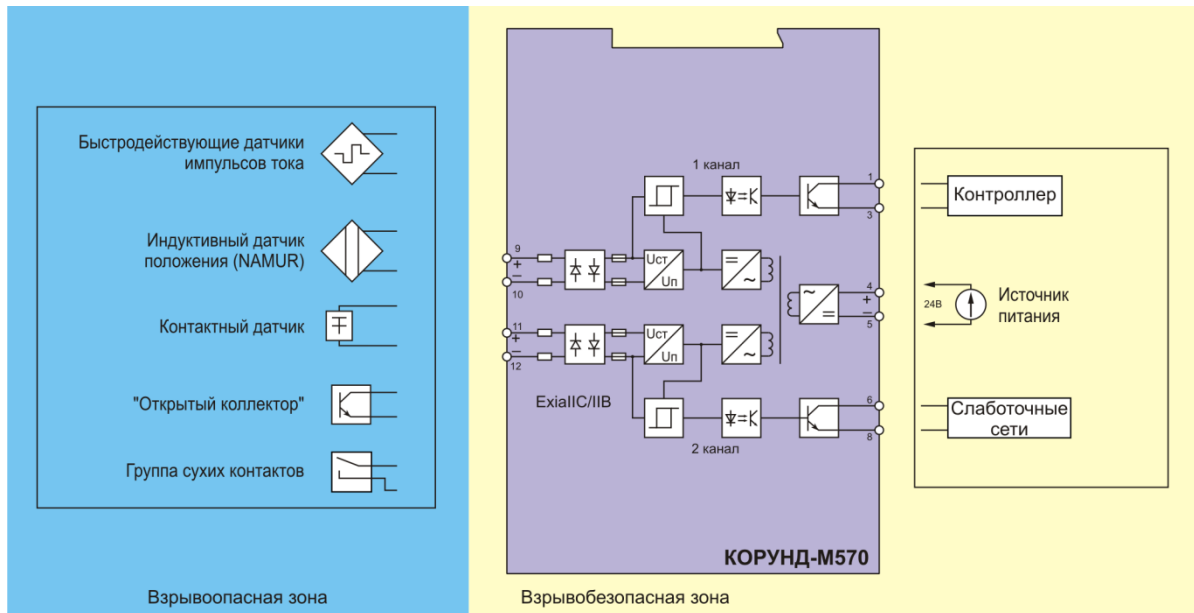 Быстродействующие датчики
импульсов тока
Индуктивный датчик
положения (NAMUR)
Контактный датчик
"Открытый коллектор"
Группа сухих контактов
Взрывоопасная зона
1 канал
9
+
−
10
Uст
Uп
11
+
−
12
Uст
Uп
ExiaIIC/IIB
2 канал
1
3
4
+
−
5
6
8
КОРУНД-М570
Взрывобезопасная зона
Контроллер
24В
Источник
питания
Слаботочные
сети